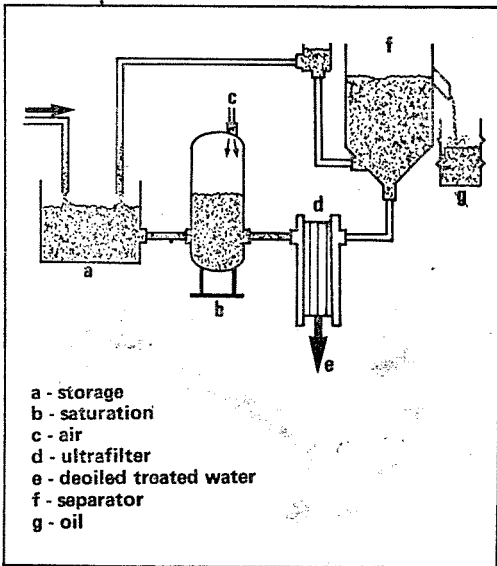 f
c
d
g
a
b
e
a - storage
b - saturation
c - air
d - ultrafilter
e - deoiled treated water
f - separator
g - oil